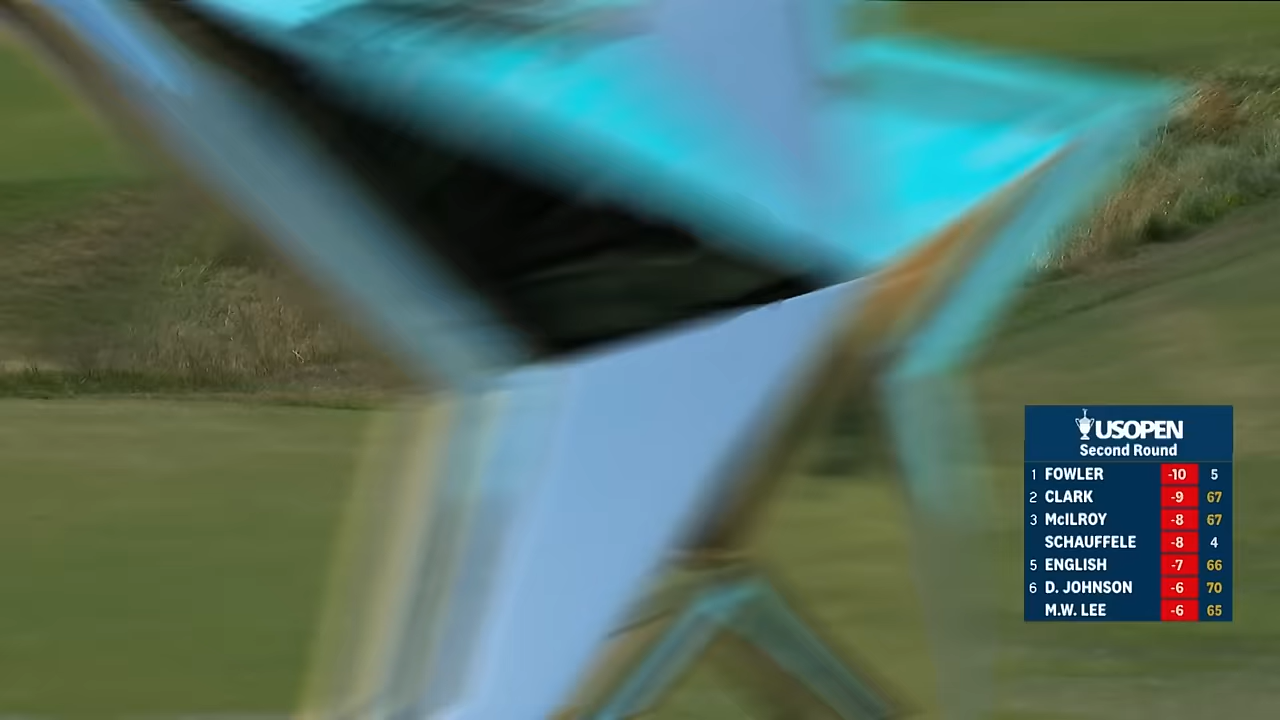 USOPEN
Second Round
1 FOWLER -10 5
2 CLARK -9 67
3 McILROY -8 67
SCHAUFFELE -8 4
5 ENGLISH -7 66
6 D. JOHNSON -6 70
M.W. LEE -6 65